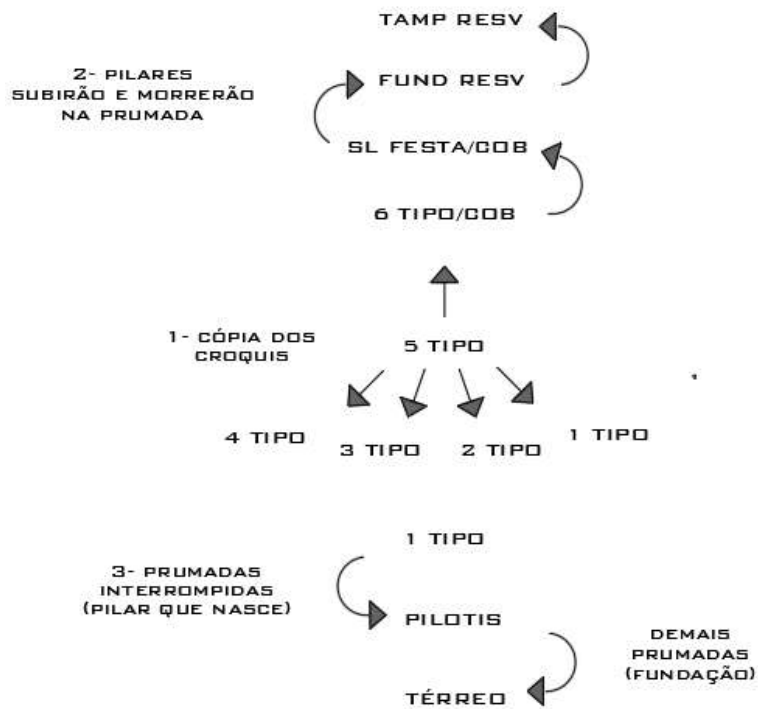 TAMP RESV
2- PILARES
SUBIRÃO E MORRERÃO
NA PRUMADA
FUND RESV
SL FESTA/COB
6 TIPO/COB
1- CÓPIA DOS
CROQUIS
5 TIPO
4 TIPO
3 TIPO
2 TIPO
1 TIPO
1 TIPO
3- PRUMADAS
INTERROMPIDAS
(PILAR QUE NASCE)
PILOTIS
DEMAIS
PRUMADAS
(FUNDAÇÃO)
TÉRREO